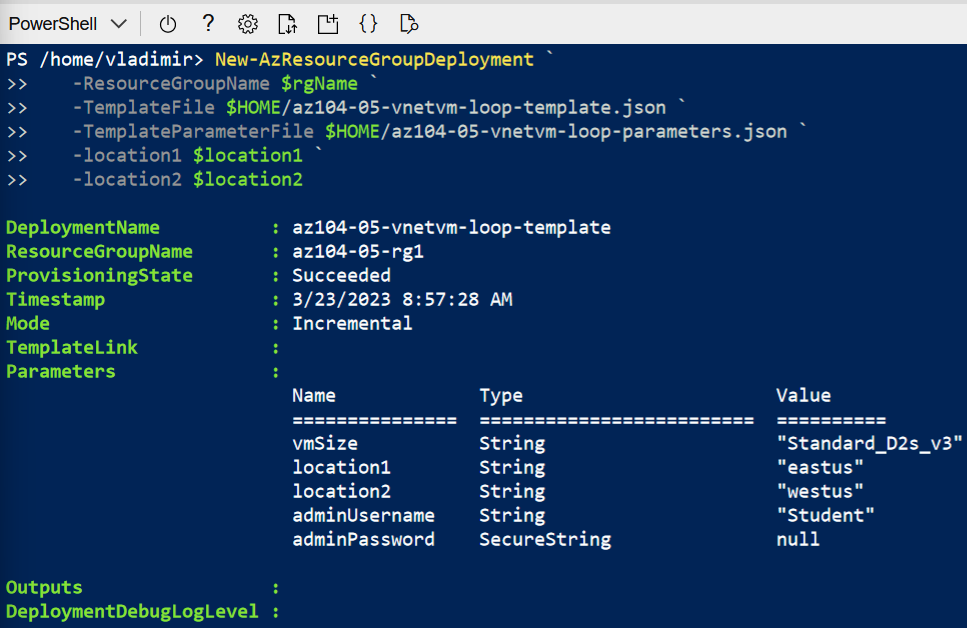 PowerShell
PS /home/vladimir> New-AzResourceGroupDeployment `
>>    -ResourceGroupName $rgName `
>>    -TemplateFile $HOME/az104-05-vnetvm-loop-template.json `
>>    -TemplateParameterFile $HOME/az104-05-vnetvm-loop-parameters.json `
>>    -location1 $location1 `
>>    -location2 $location2
DeploymentName          : az104-05-vnetvm-loop-template
ResourceGroupName       : az104-05-rg1
ProvisioningState       : Succeeded
Timestamp               : 3/23/2023 8:57:28 AM
Mode                    : Incremental
TemplateLink            :
Parameters              :
                          Name             Type                       Value
                          ===============  =========================  ==========
                          vmSize           String                     "Standard_D2s_v3"
                          location1        String                     "eastus"
                          location2        String                     "westus"
                          adminUsername    String                     "Student"
                          adminPassword    SecureString               null
Outputs                 :
DeploymentDebugLogLevel :